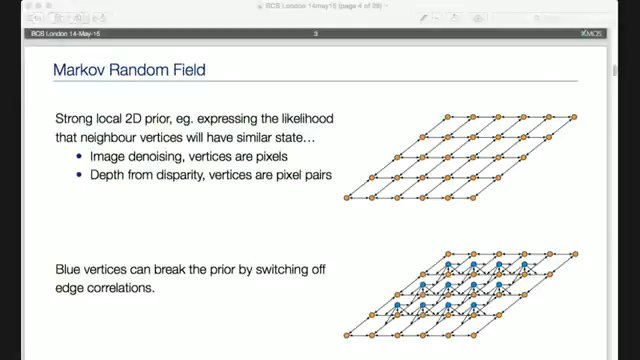 BCS London 14may15 (page 4 of 28)
BCS London 14-May-15
3
XMOS
Markov Random Field
Strong local 2D prior, eg. expressing the likelihood
that neighbour vertices will have similar state…
• Image denoising, vertices are pixels
• Depth from disparity, vertices are pixel pairs
Blue vertices can break the prior by switching off
edge correlations.